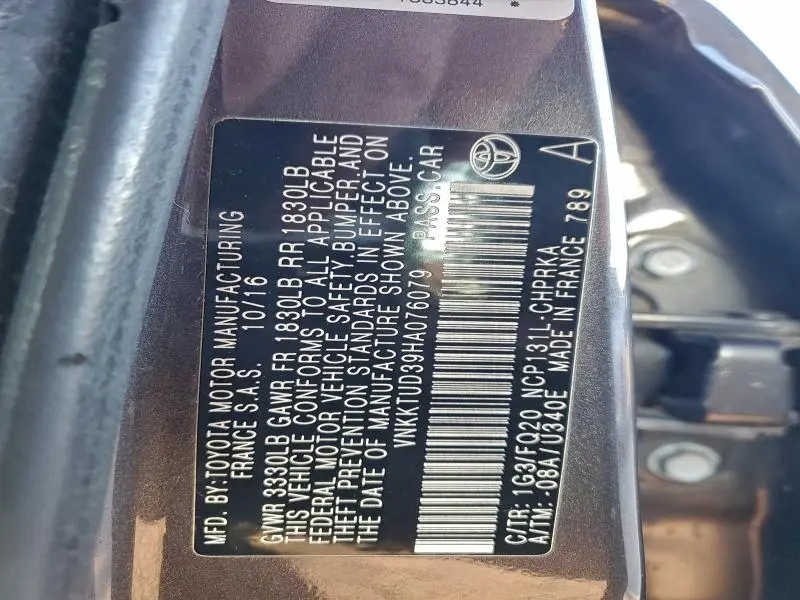 MFD. BY:TOYOTA MOTOR MANUFACTURING
FRANCE S.A.S. 10/16
GVWR 3330LB GAWR FR 1830LB RR 1830LB
THIS VEHICLE CONFORMS TO ALL APPLICABLE
FEDERAL MOTOR VEHICLE SAFETY,BUMPER,AND
THEFT PREVENTION STANDARDS IN EFFECT ON
THE DATE OF MANUFACTURE SHOWN ABOVE.
VNKKTUD39HA076079 PASS.CAR
C/TR: 1G3/FQ20 NCP131L-CHPRKA
A/TM: -08A/U340E MADE IN FRANCE 789 A